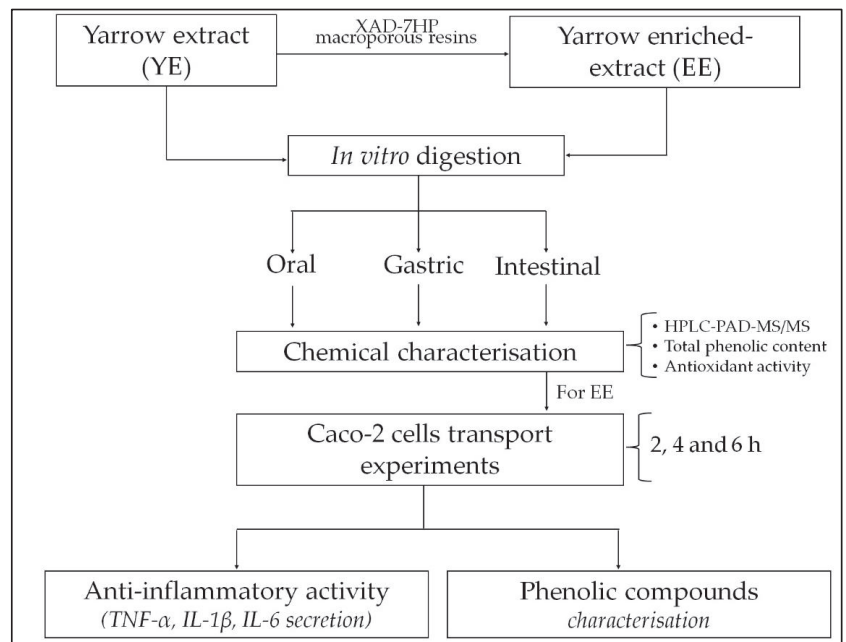 Yarrow extract
(YE)
XAD-7HP
macroporous resins
Yarrow enriched-
extract (EE)
In vitro digestion
Oral
Gastric
Intestinal
Chemical characterisation
• HPLC-PAD-MS/MS
• Total phenolic content
• Antioxidant activity
For EE
Caco-2 cells transport
experiments
2, 4 and 6 h
Anti-inflammatory activity
(TNF-α, IL-1β, IL-6 secretion)
Phenolic compounds
characterisation